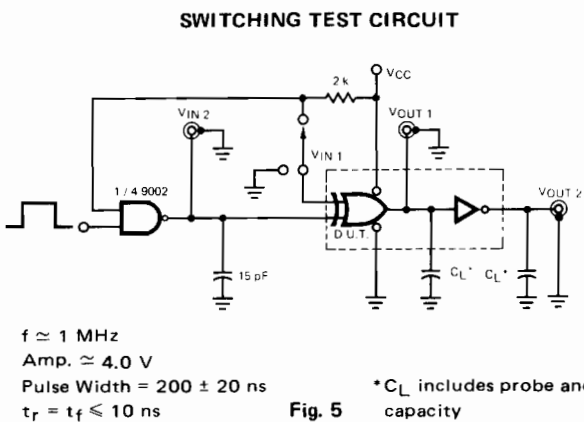 SWITCHING TEST CIRCUIT
2 k
VCC
VIN 2
VOUT 1
VIN 1
1 / 4 9002
VOUT 2
D.U.T.
15 pF
CL*
CL*
f ≃ 1 MHz
Amp. ≃ 4.0 V
Pulse Width = 200 ± 20 ns
*CL includes probe and
tr = tf ⩽ 10 ns
Fig. 5
capacity